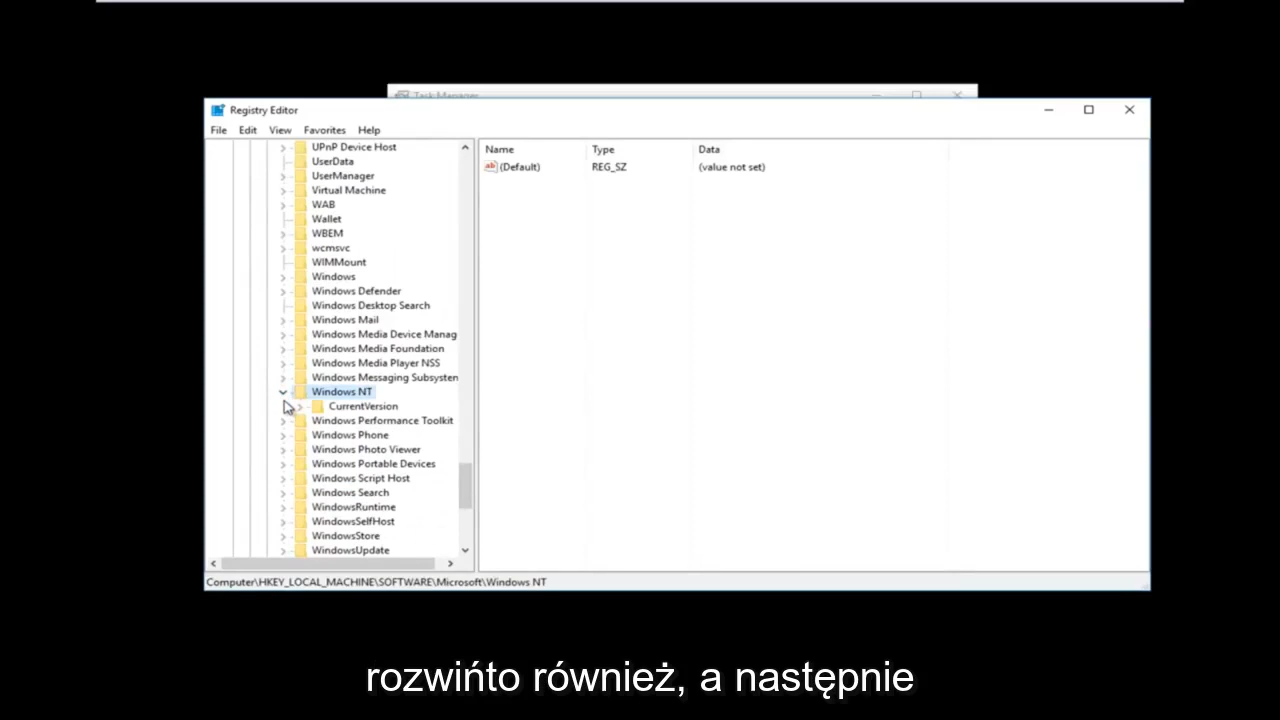 Task Manager
Registry Editor
File Edit View Favorites Help
UPnP Device Host
UserData
UserManager
Virtual Machine
WAB
Wallet
WBEM
wcmsvc
WIMMount
Windows
Windows Defender
Windows Desktop Search
Windows Mail
Windows Media Device Manag
Windows Media Foundation
Windows Media Player NSS
Windows Messaging Subsysten
Windows NT
CurrentVersion
Windows Performance Toolkit
Windows Phone
Windows Photo Viewer
Windows Portable Devices
Windows Script Host
Windows Search
WindowsRuntime
WindowsSelfHost
WindowsStore
WindowsUpdate
Name Type Data
ab (Default) REG_SZ (value not set)
Computer\HKEY_LOCAL_MACHINE\SOFTWARE\Microsoft\Windows NT
rozwińto również, a następnie